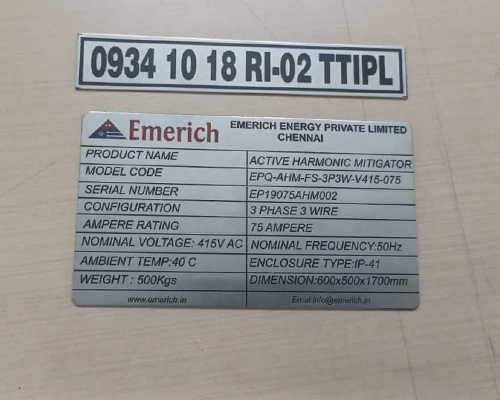 0934 10 18 RI-02 TTIPL
Emerich EMERICH ENERGY PRIVATE LIMITED
CHENNAI
PRODUCT NAME ACTIVE HARMONIC MITIGATOR
MODEL CODE EPQ-AHM-FS-3P3W-V415-075
SERIAL NUMBER EP19075AHM002
CONFIGURATION 3 PHASE 3 WIRE
AMPERE RATING 75 AMPERE
NOMINAL VOLTAGE: 415V AC NOMINAL FREQUENCY:50Hz
AMBIENT TEMP:40 C ENCLOSURE TYPE:IP-41
WEIGHT : 500Kgs DIMENSION:600x500x1700mm
www.emerich.in Email:info@emerich.in